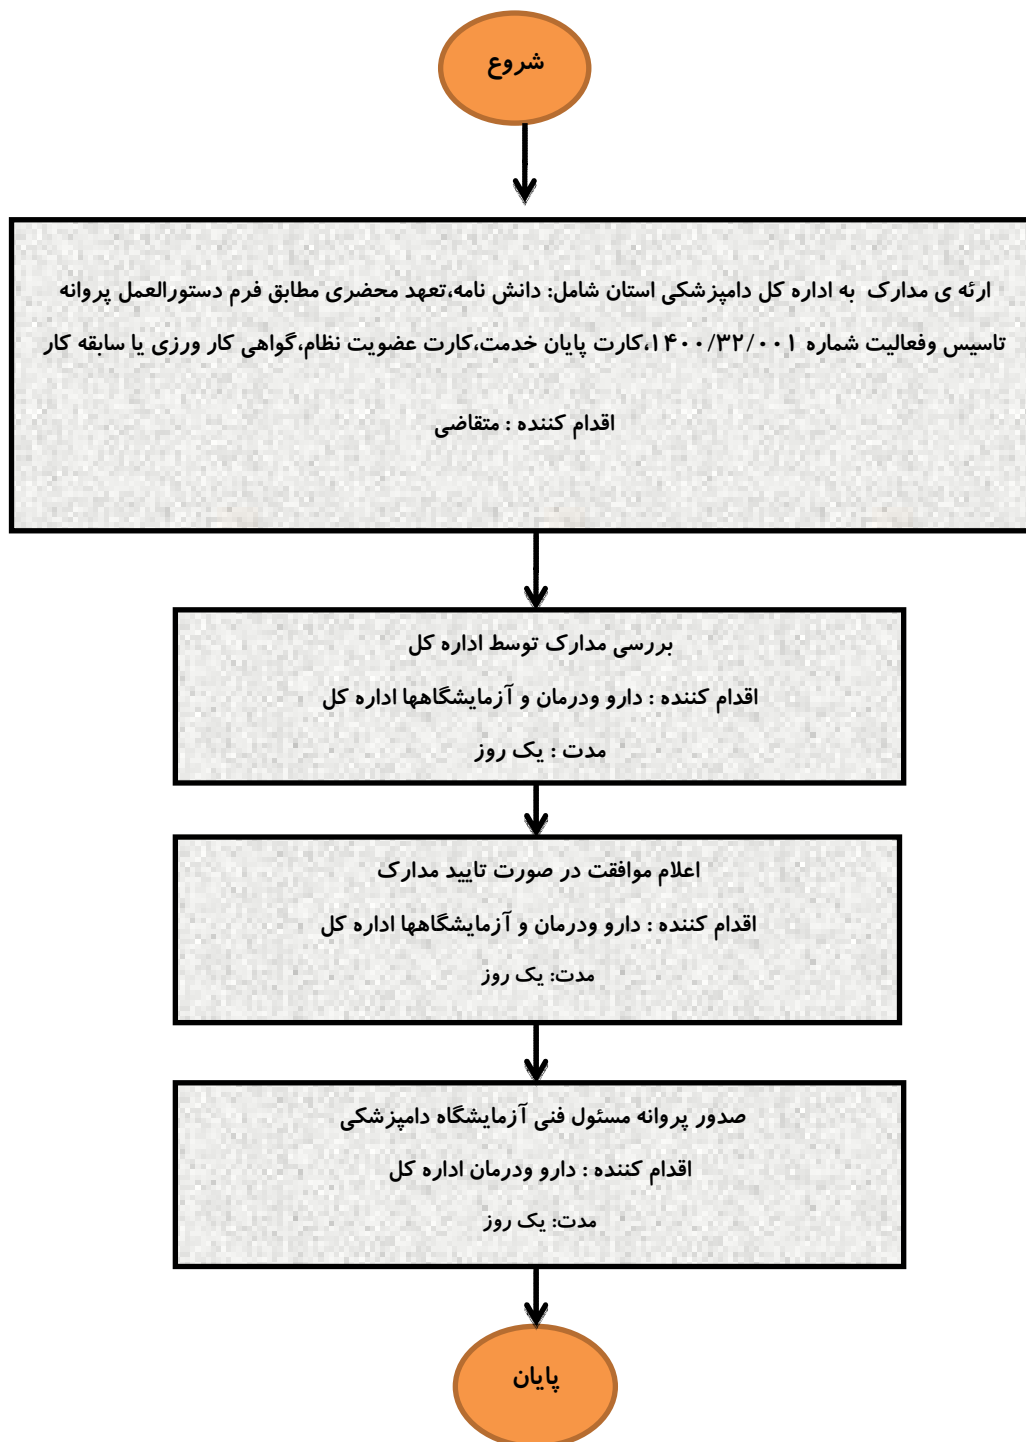 شروع
ارئه ی مدارک به اداره کل دامپزشکی استان شامل: دانش نامه،تعهد محضری مطابق فرم دستورالعمل پروانه
تاسیس وفعالیت شماره ۱۴۰۰/۳۲/۰۰۱،کارت پایان خدمت،کارت عضویت نظام،گواهی کار ورزی یا سابقه کار
اقدام کننده : متقاضی
بررسی مدارک توسط اداره کل
اقدام کننده : دارو ودرمان و آزمایشگاهها اداره کل
مدت : یک روز
اعلام موافقت در صورت تایید مدارک
اقدام کننده : دارو ودرمان و آزمایشگاهها اداره کل
مدت: یک روز
صدور پروانه مسئول فنی آزمایشگاه دامپزشکی
اقدام کننده : دارو ودرمان اداره کل
مدت: یک روز
پایان